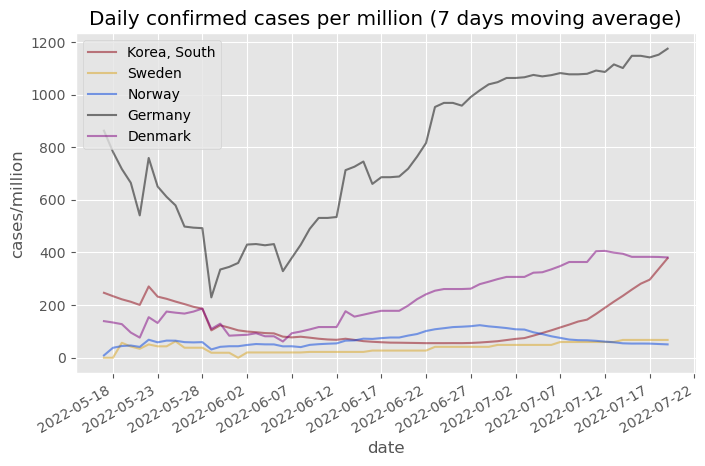 Daily confirmed cases per million (7 days moving average)
1200
1000
800
600
400
200
0
cases/million
Korea, South
Sweden
Norway
Germany
Denmark
2022-05-18
2022-05-23
2022-05-28
2022-06-02
2022-06-07
2022-06-12
2022-06-17
2022-06-22
2022-06-27
2022-07-02
2022-07-07
2022-07-12
2022-07-17
2022-07-22
date